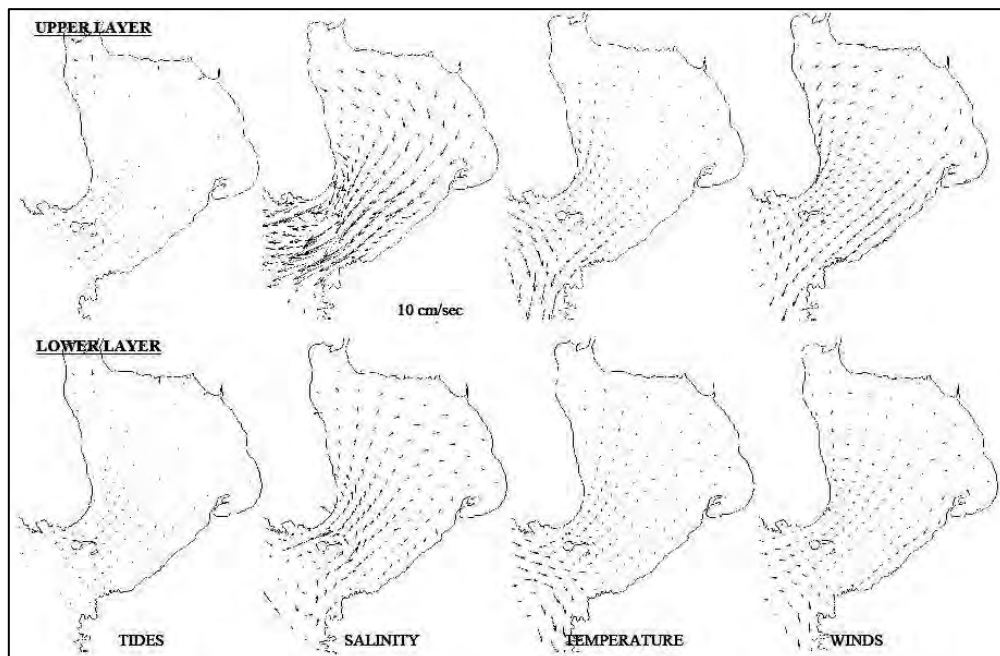 UPPER LAYER
10 cm/sec
LOWER LAYER
TIDES
SALINITY
TEMPERATURE
WINDS